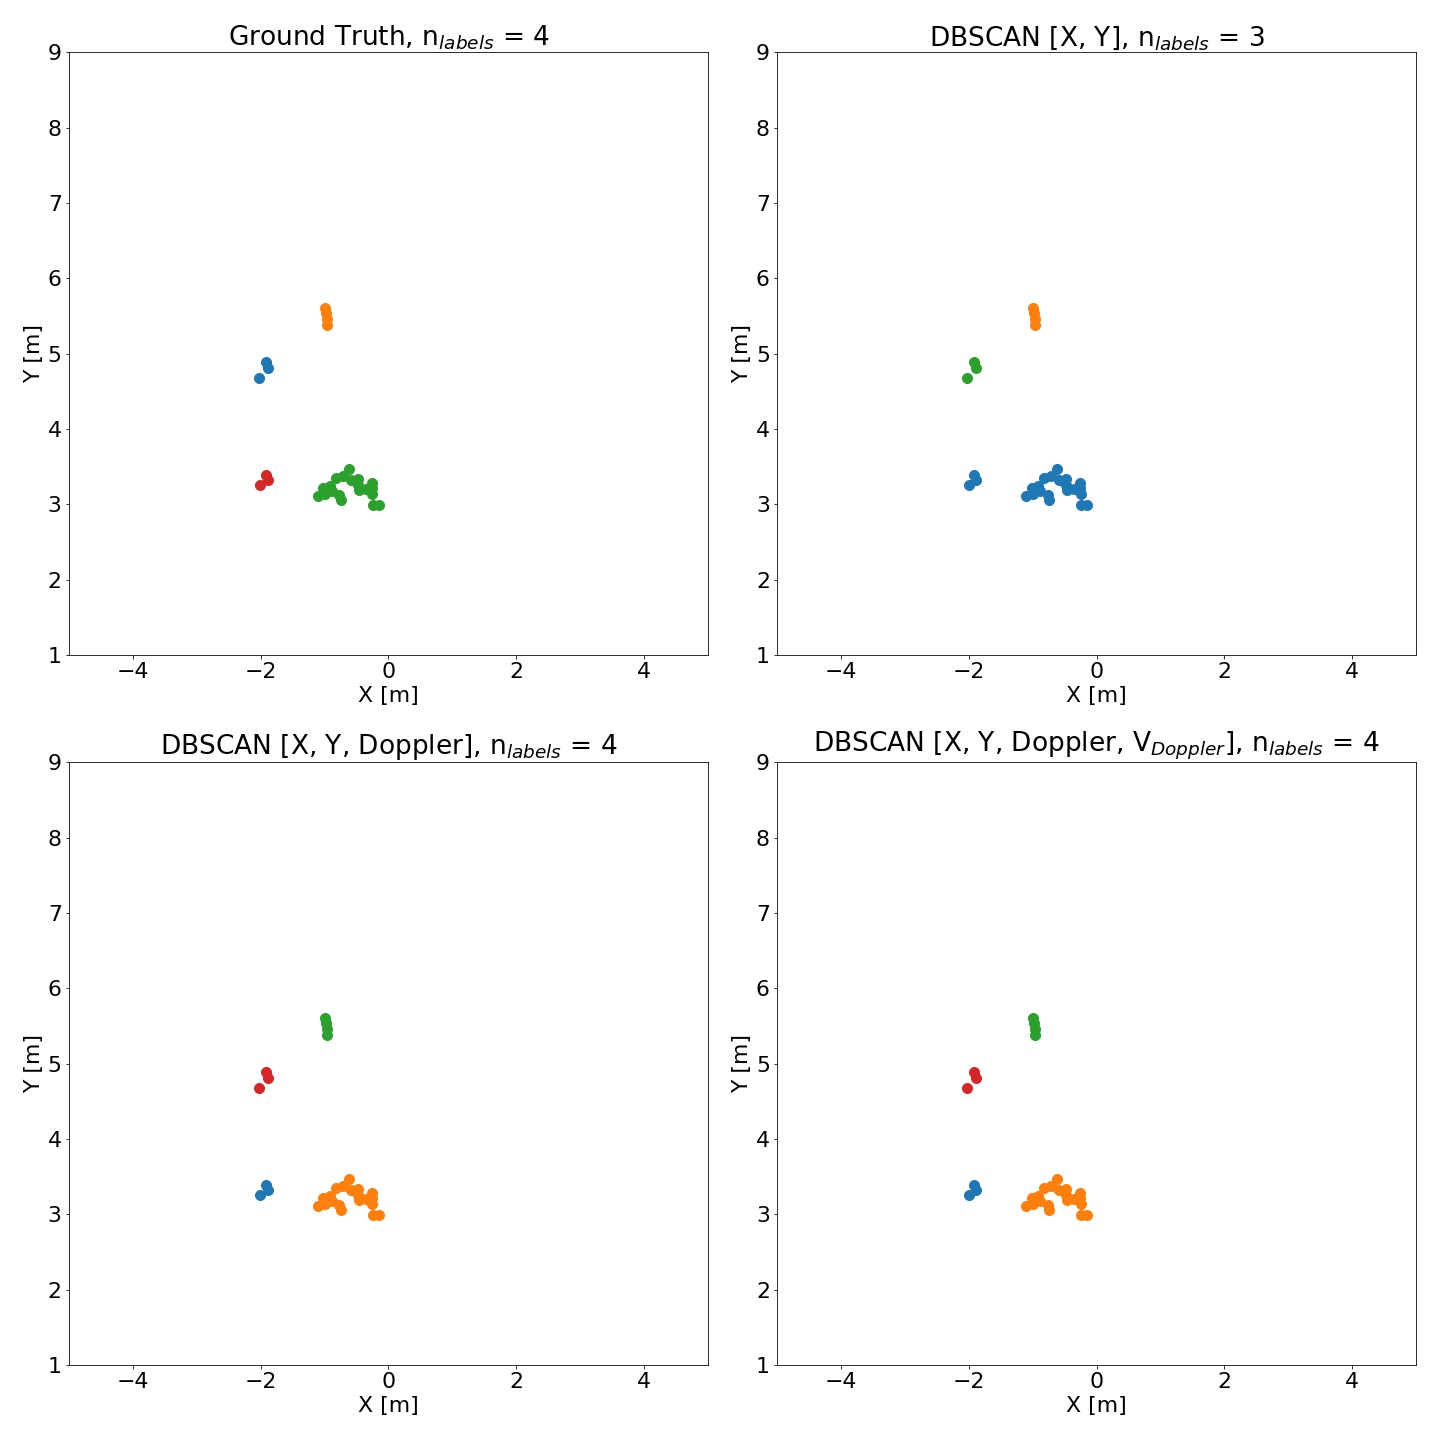 Ground Truth, n_labels = 4
9
8
7
6
5
4
3
2
1
Y [m]
−4 −2 0 2 4
X [m]
DBSCAN [X, Y], n_labels = 3
9
8
7
6
5
4
3
2
1
Y [m]
−4 −2 0 2 4
X [m]
DBSCAN [X, Y, Doppler], n_labels = 4
9
8
7
6
5
4
3
2
1
Y [m]
−4 −2 0 2 4
X [m]
DBSCAN [X, Y, Doppler, V_Doppler], n_labels = 4
9
8
7
6
5
4
3
2
1
Y [m]
−4 −2 0 2 4
X [m]